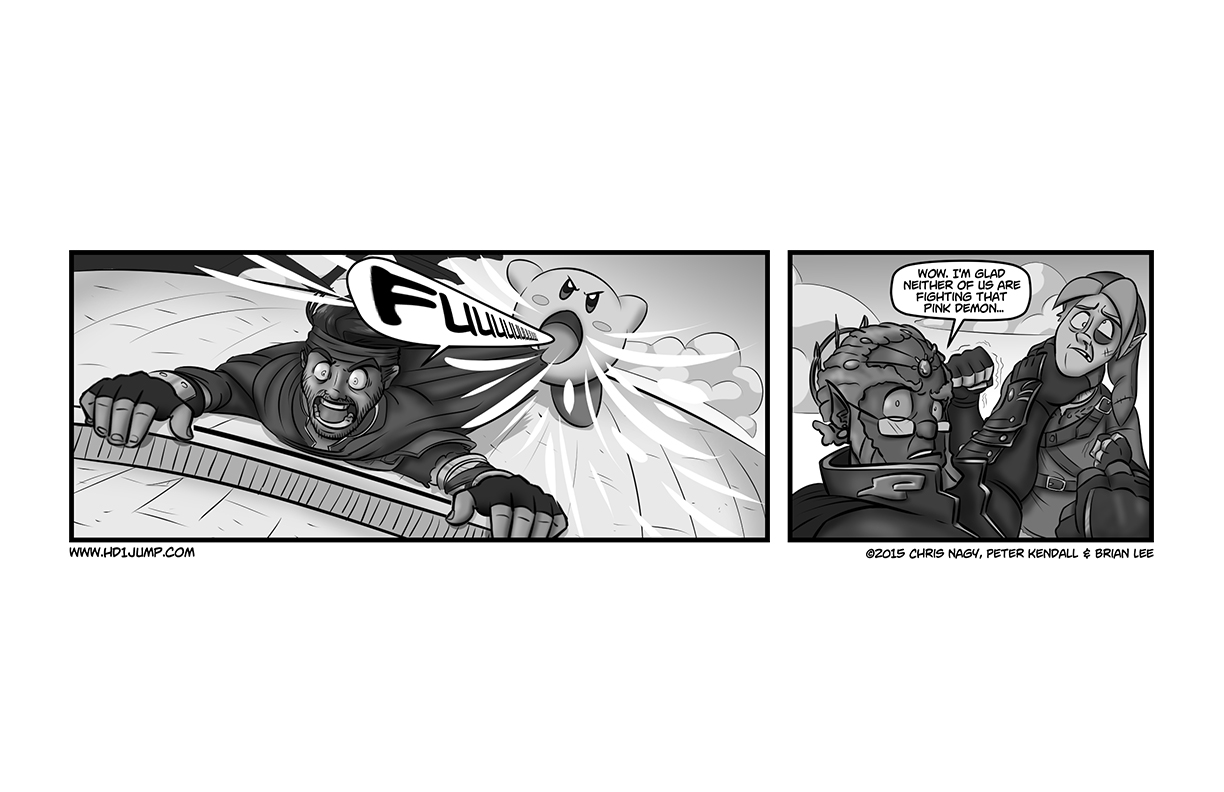 FUUUUUUU!!!!!
WOW. I'M GLAD
NEITHER OF US ARE
FIGHTING THAT
PINK DEMON...
WWW.HD1JUMP.COM
©2015 CHRIS NAGY, PETER KENDALL & BRIAN LEE